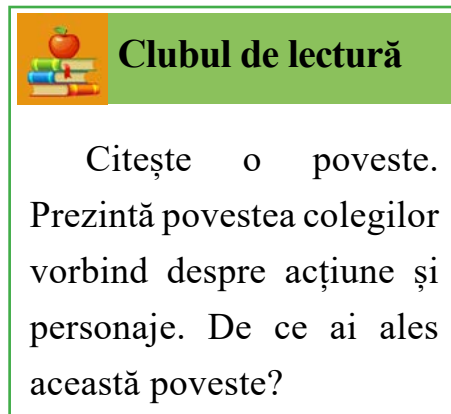 Clubul de lectură
Citește o poveste.
Prezintă povestea colegilor
vorbind despre acțiune și
personaje. De ce ai ales
această poveste?